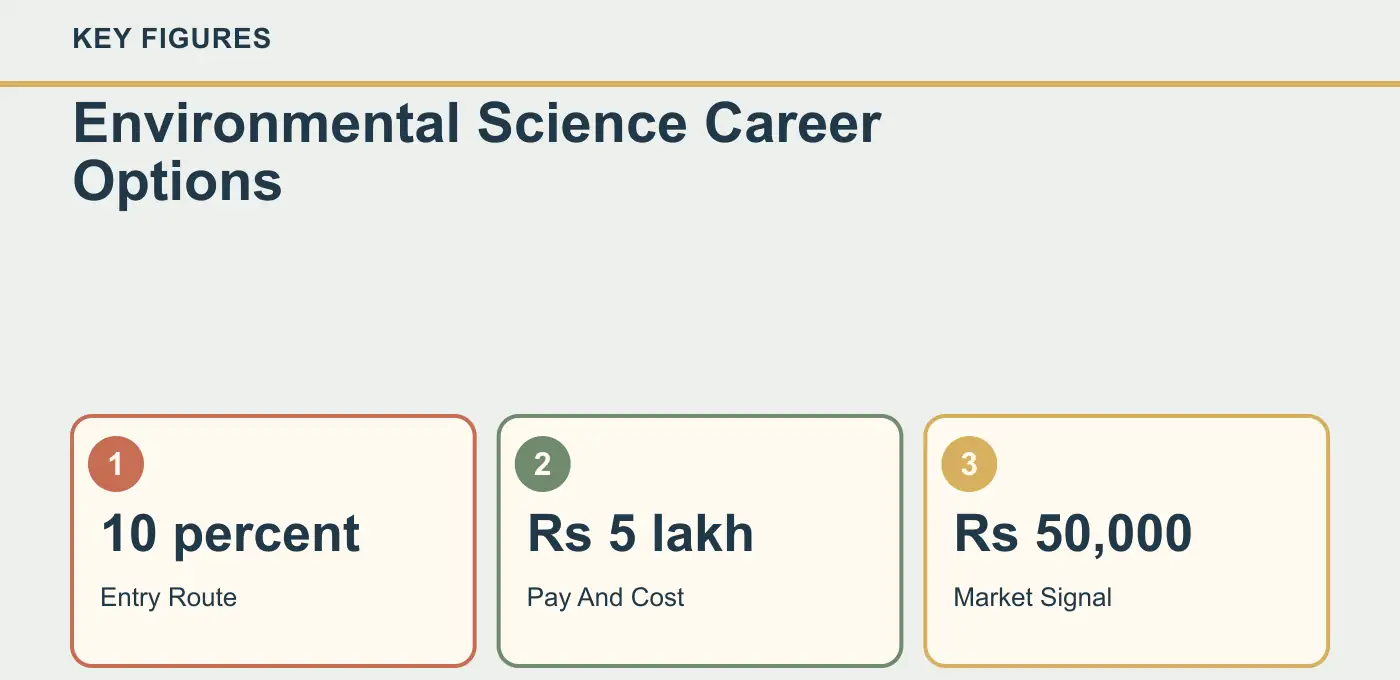 KEY FIGURES
Environmental Science Career
Options
1
10 percent
Entry Route
2
Rs 5 lakh
Pay And Cost
3
Rs 50,000
Market Signal